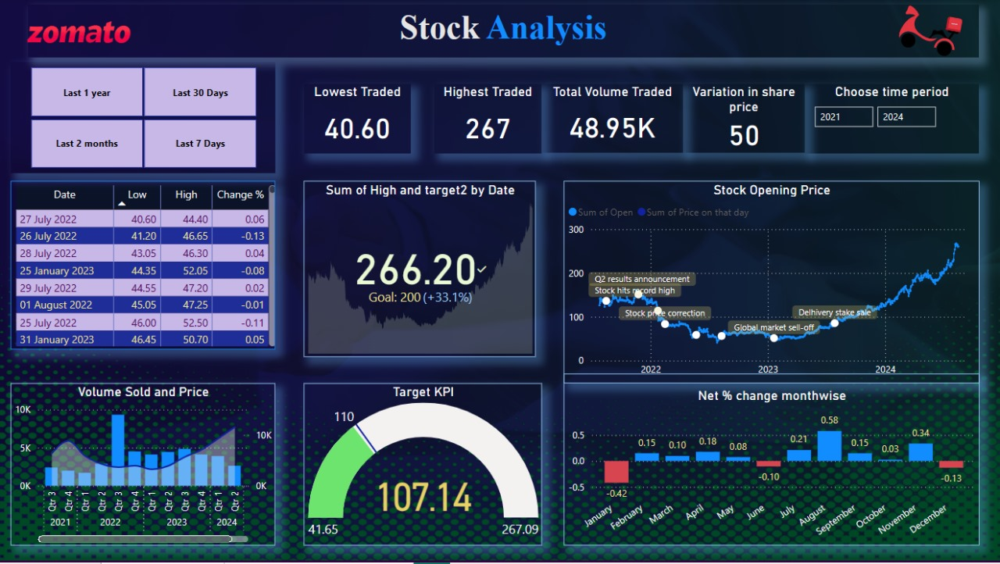 zomato
Stock Analysis
Last 1 year
Last 30 Days
Last 2 months
Last 7 Days
Lowest Traded
40.60
Highest Traded
267
Total Volume Traded
48.95K
Variation in share
price
50
Choose time period
2021
2024
Date Low High Change %
27 July 2022 40.60 44.40 0.06
26 July 2022 41.20 46.65 -0.13
28 July 2022 43.05 46.30 0.04
25 January 2023 44.35 52.05 -0.08
29 July 2022 44.55 47.20 0.02
01 August 2022 45.05 47.25 -0.01
25 July 2022 46.00 52.50 -0.11
31 January 2023 46.45 50.70 0.05
Sum of High and target2 by Date
266.20
Goal: 200 (+33.1%)
Stock Opening Price
Sum of Open Sum of Price on that day
300
200
100
0
Q2 results announcement
Stock hits record high
Stock price correction
Global market sell-off
Delhivery stake sale
2022 2023 2024
Volume Sold and Price
10K
5K
0K
10K
0K
Qtr 3 Qtr 4 Qtr 1 Qtr 2 Qtr 3 Qtr 4 Qtr 1 Qtr 2 Qtr 3 Qtr 4 Qtr 1 Qtr 2
2021 2022 2023 2024
Target KPI
110
107.14
41.65 267.09
Net % change monthwise
0.5
0.0
-0.5
-0.42 0.15 0.10 0.18 0.08 -0.10 0.21 0.58 0.15 0.03 0.34 -0.13
January February March April May June July August September October November December